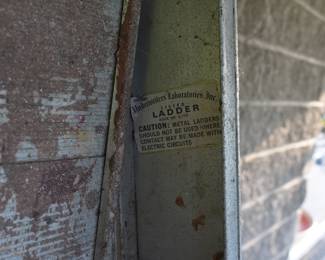 Underwriters Laboratories, Inc.
LISTED
LADDER
CAUTION: METAL LADDERS
SHOULD NOT BE USED WHERE
CONTACT MAY BE MADE WITH
ELECTRIC CIRCUITS